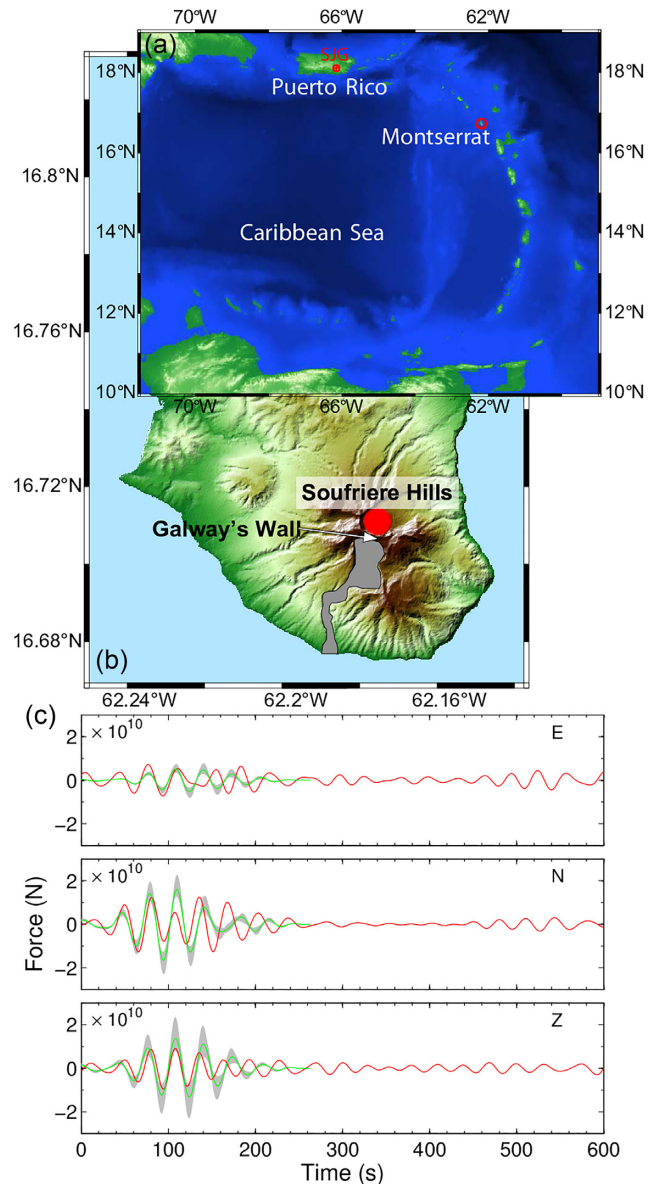 70°W 66°W 62°W
(a)
SJG
18°N 18°N
Puerto Rico
Montserrat
16.8°N
16°N 16°N
14°N 14°N
Caribbean Sea
16.76°N
12°N 12°N
10°N 10°N
70°W 66°W 62°W
16.72°N
Soufriere Hills
Galway's Wall
16.68°N
(b)
62.24°W 62.2°W 62.16°W
(c)
× 10¹⁰ E
2
0
-2
× 10¹⁰ N
2
0
-2
Force (N)
× 10¹⁰ Z
2
0
-2
0 100 200 300 400 500 600
Time (s)